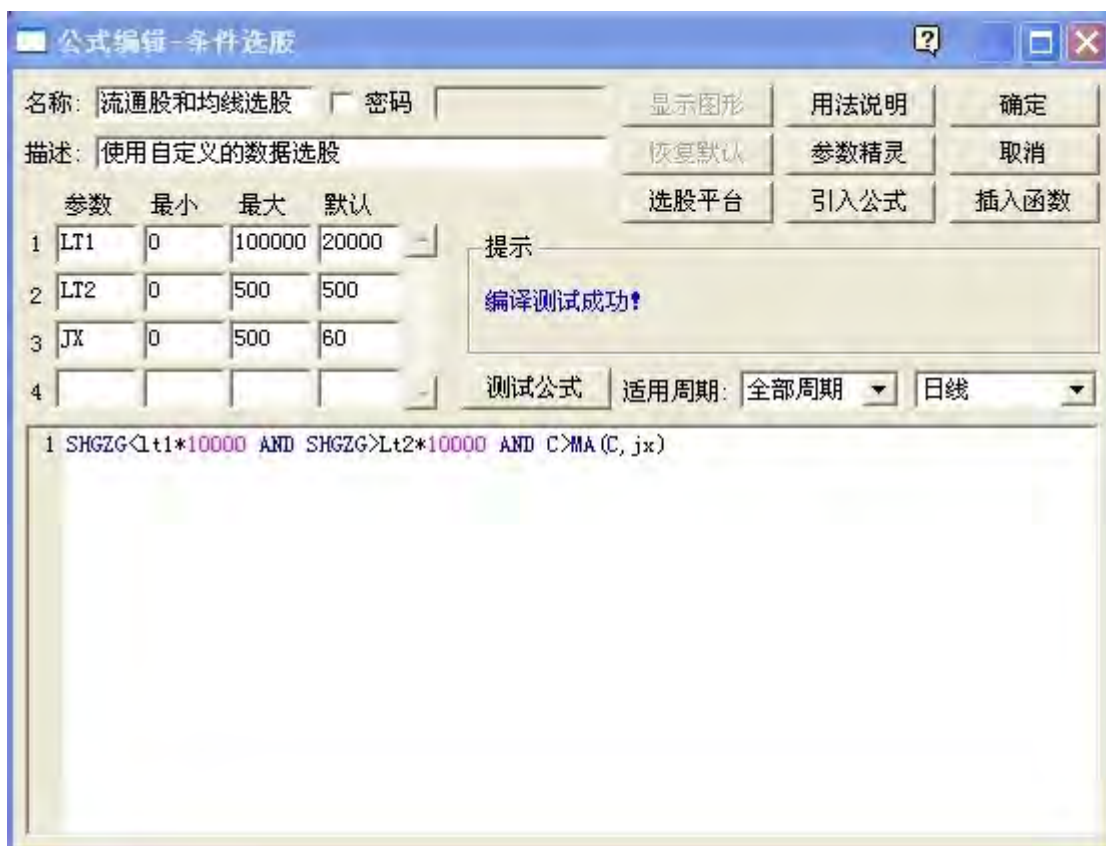 公式编辑-条件选股
名称: 流通股和均线选股 密码 显示图形 用法说明 确定
描述: 使用自定义的数据选股 恢复默认 参数精灵 取消
参数 最小 最大 默认 选股平台 引入公式 插入函数
1 LT1 0 100000 20000
提示
2 LT2 0 500 500
编译测试成功!
3 JX 0 500 60
4 测试公式 适用周期: 全部周期 日线
1 SHGZG<lt1*10000 AND SHGZG>Lt2*10000 AND C>MA(C,jx)